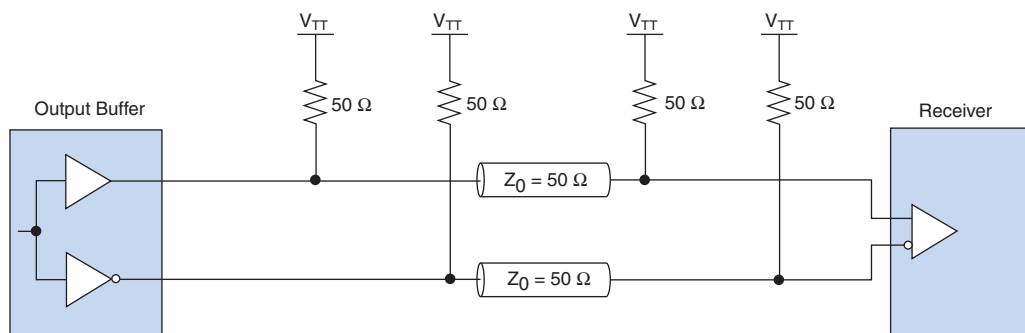 V_TT V_TT V_TT V_TT
50 Ω 50 Ω 50 Ω 50 Ω
Output Buffer Receiver
Z_0 = 50 Ω
Z_0 = 50 Ω